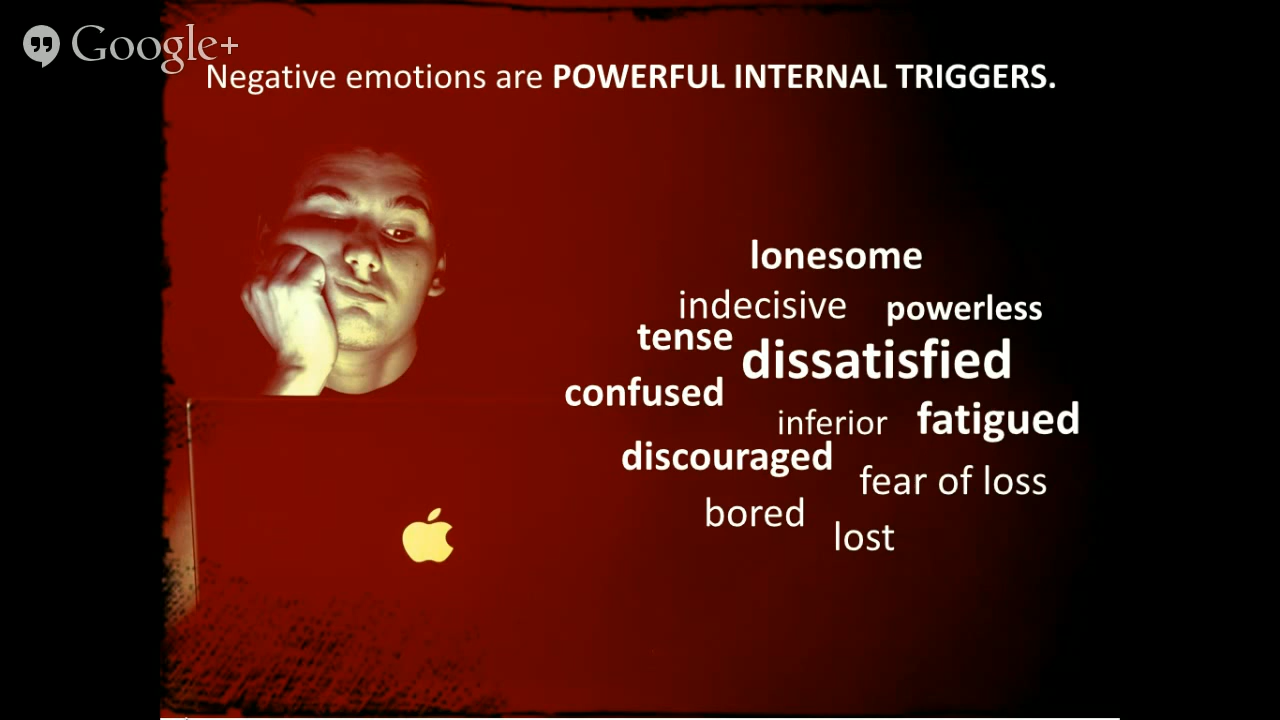 Google+
Negative emotions are POWERFUL INTERNAL TRIGGERS.
lonesome
indecisive powerless
tense dissatisfied
confused
inferior fatigued
discouraged
fear of loss
bored
lost